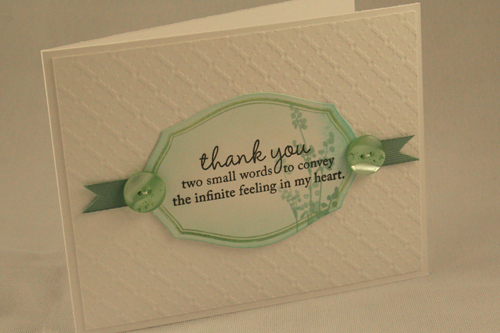 thank you
two small words to convey
the infinite feeling in my heart.